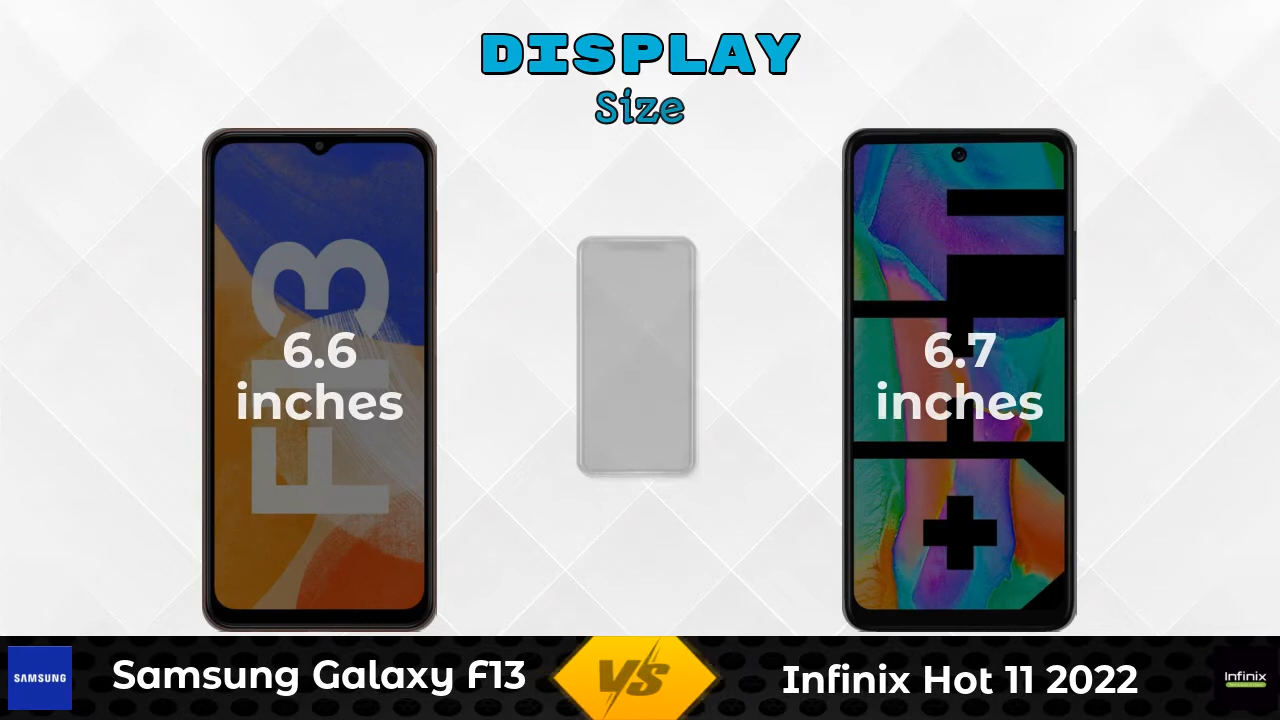 DISPLAY
Size
F13
6.6
inches
6.7
inches
SAMSUNG
Samsung Galaxy F13
VS
Infinix Hot 11 2022
Infinix